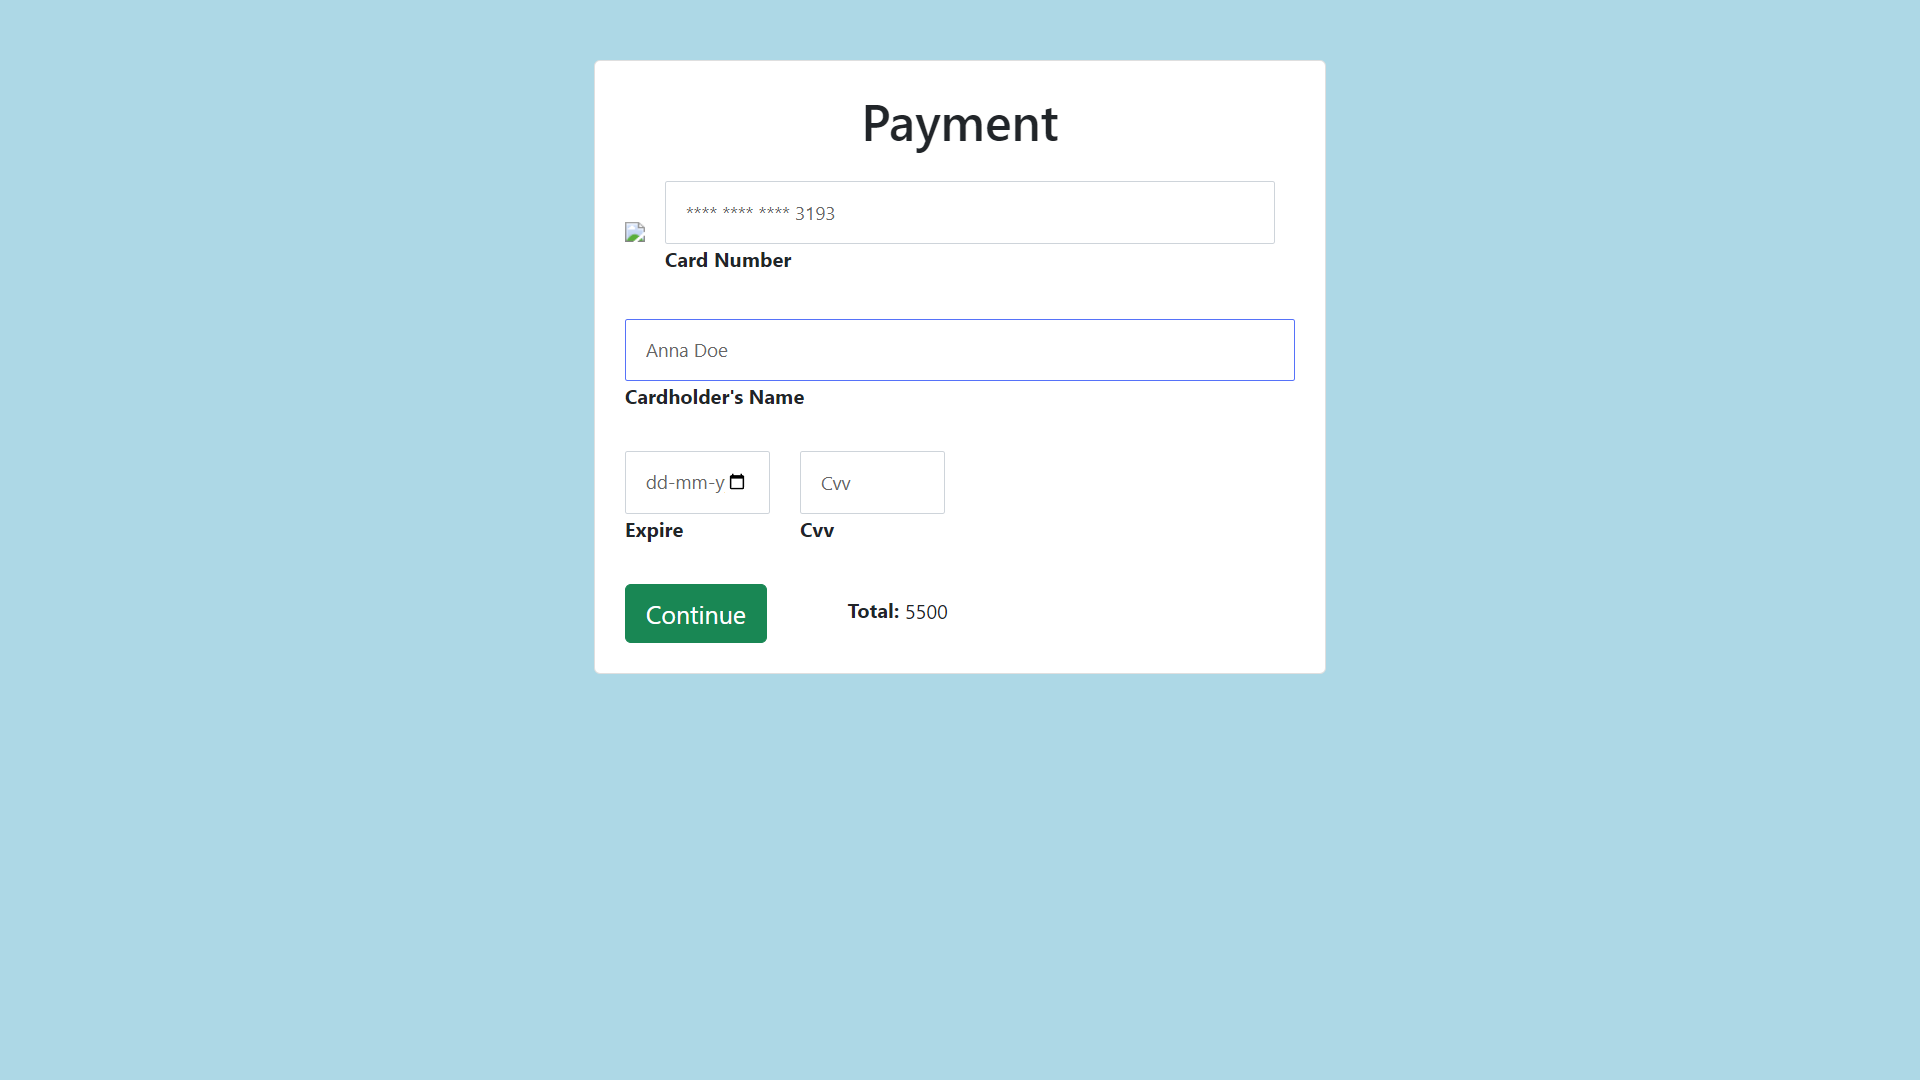 Payment
**** **** **** 3193
Card Number
Anna Doe
Cardholder's Name
dd-mm-y Cvv
Expire Cvv
Continue Total: 5500